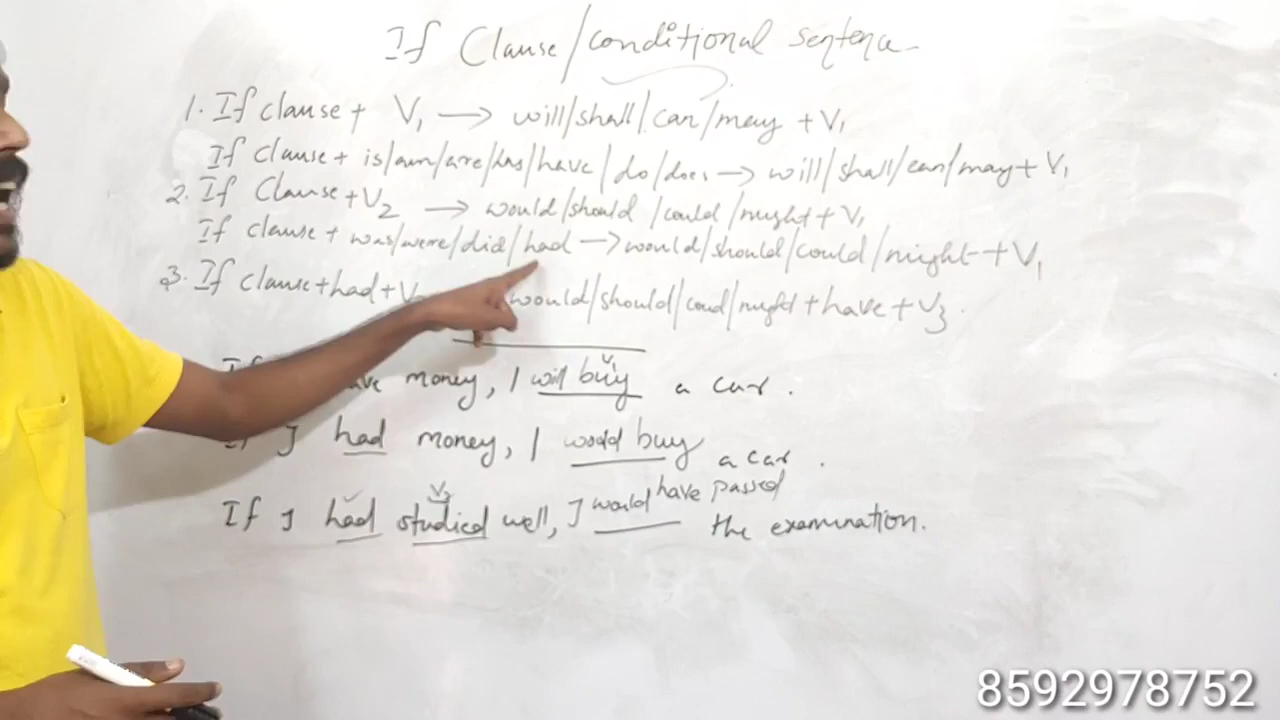 If Clause/conditional sentence
1. If clause + V1 → will/shall/can/may + V1
If Clause + is/am/are/has/have/do/does → will/shall/can/may + V1
2. If Clause + V2 → would/should/could/might + V1
If clause + was/were/did/had → would/should/could/might + V1
3. If clause + had + would/should/could/might + have + V3.
money, I will buy a car.
V1
If I had money, I would buy a car.
V3
If I had studied well, I would have passed the examination.
8592978752